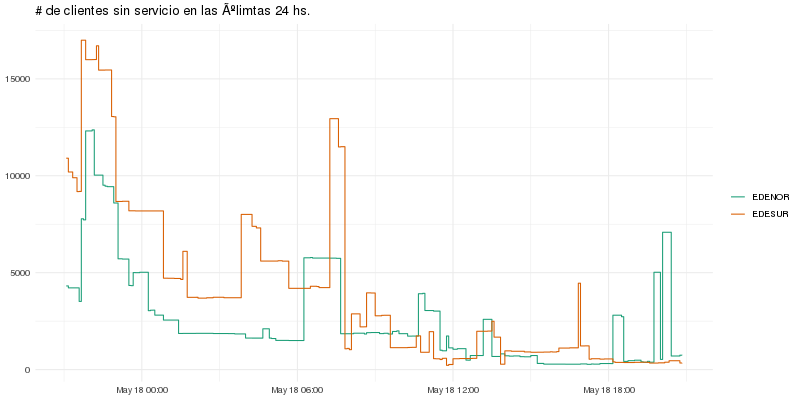 # de clientes sin servicio en las Ãºlimtas 24 hs.
15000
10000
5000
0
May 18 00:00
May 18 06:00
May 18 12:00
May 18 18:00
EDENOR
EDESUR